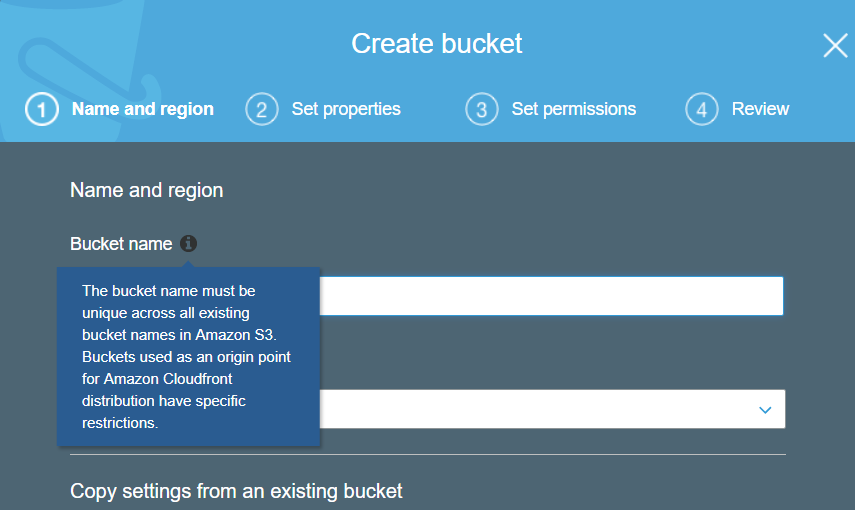 Create bucket
1 Name and region 2 Set properties 3 Set permissions 4 Review
Name and region
Bucket name i
The bucket name must be
unique across all existing
bucket names in Amazon S3.
Buckets used as an origin point
for Amazon Cloudfront
distribution have specific
restrictions.
Copy settings from an existing bucket